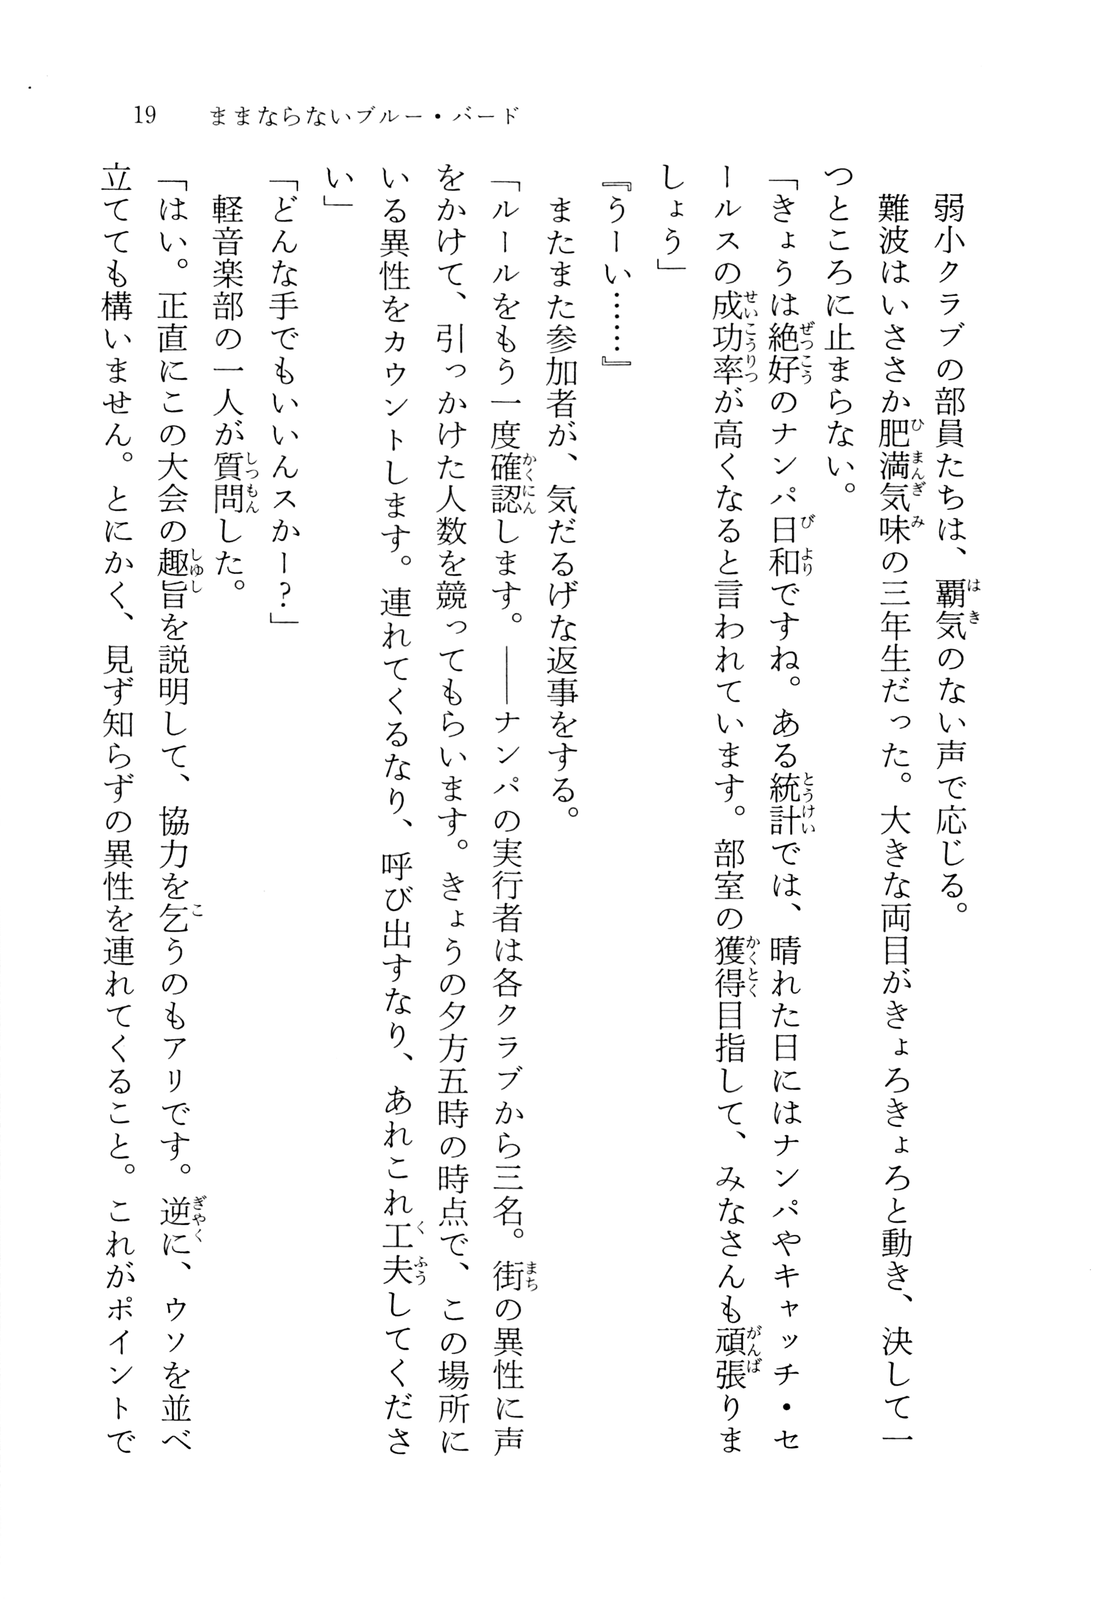 19　ままならないブルー・バード
弱小クラブの部員たちは、覇気のない声で応じる。
難波はいささか肥満気味の三年生だった。大きな両目がきょろきょろと動き、決して一
つところに止まらない。
「きょうは絶好のナンパ日和ですね。ある統計では、晴れた日にはナンパやキャッチ・セ
ールスの成功率が高くなると言われています。部室の獲得目指して、みなさんも頑張りま
しょう」
『うーい……』
またまた参加者が、気だるげな返事をする。
「ルールをもう一度確認します。――ナンパの実行者は各クラブから三名。街の異性に声
をかけて、引っかけた人数を競ってもらいます。きょうの夕方五時の時点で、この場所に
いる異性をカウントします。連れてくるなり、呼び出すなり、あれこれ工夫してくださ
い」
「どんな手でもいいんスかー?」
軽音楽部の一人が質問した。
「はい。正直にこの大会の趣旨を説明して、協力を乞うのもアリです。逆に、ウソを並べ
立てても構いません。とにかく、見ず知らずの異性を連れてくること。これがポイントで